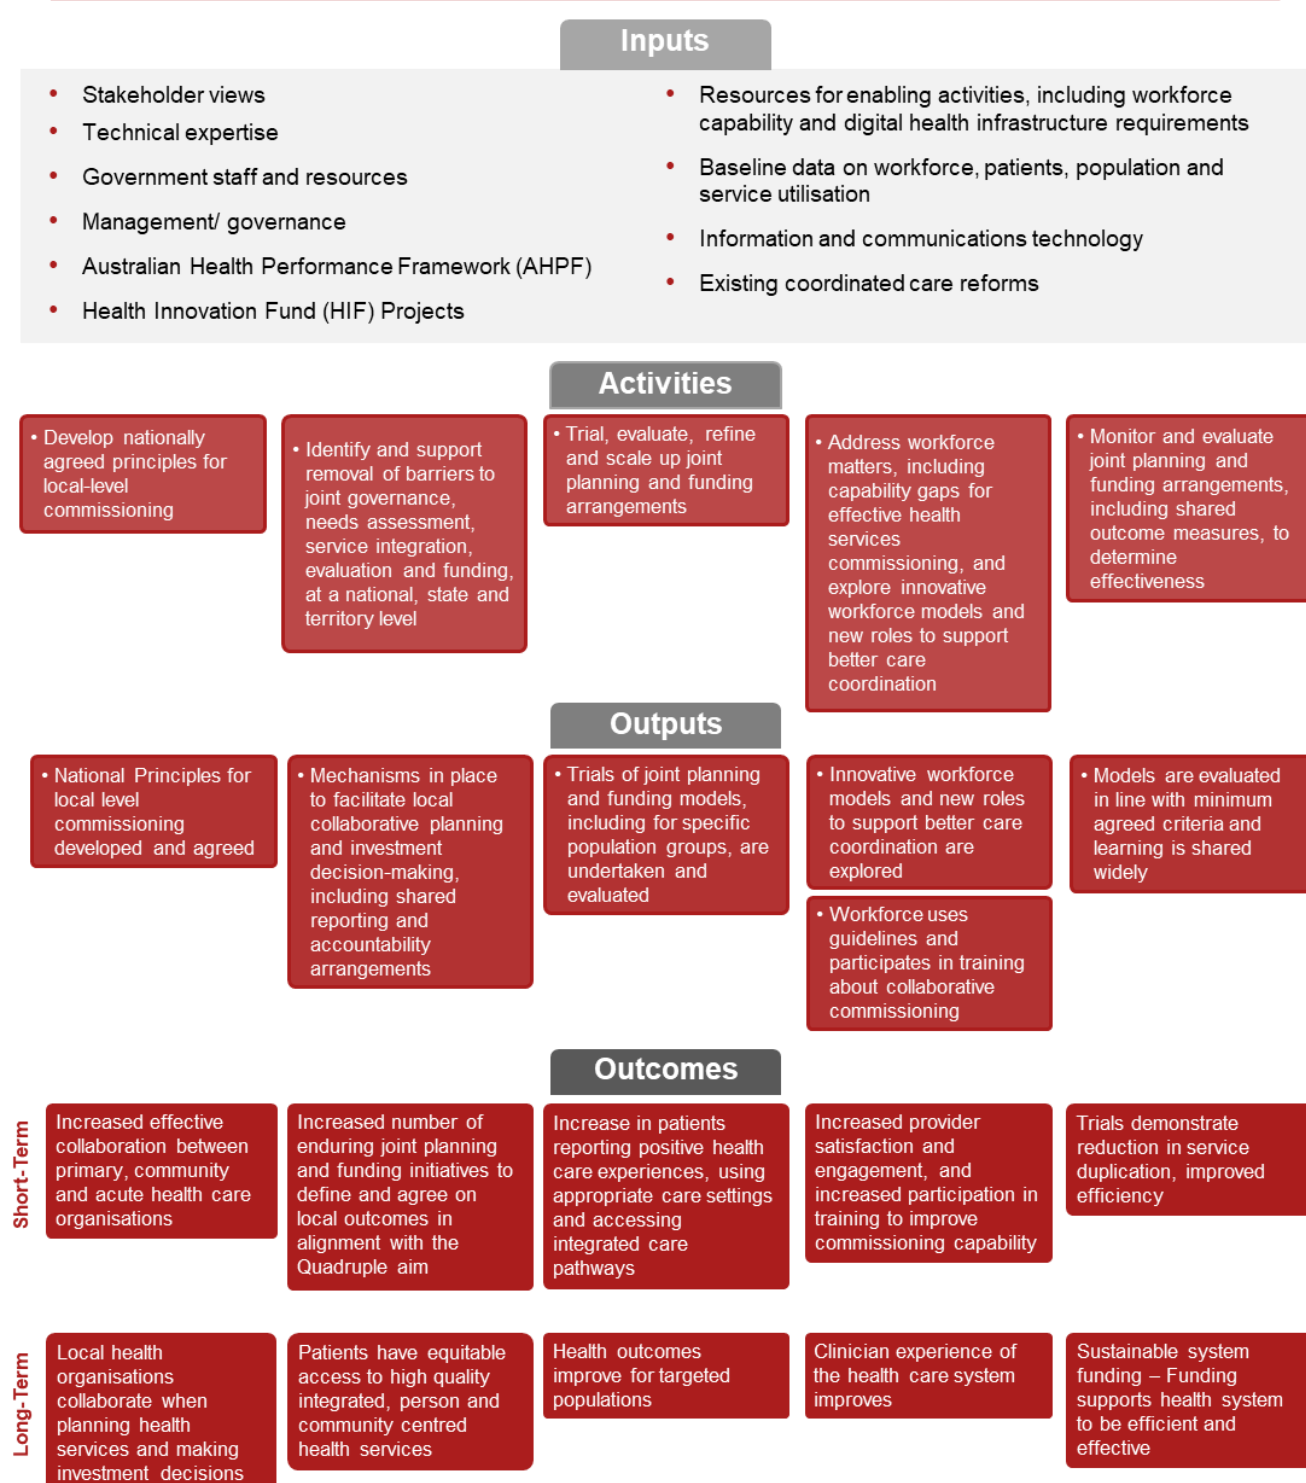 Inputs
• Stakeholder views
• Technical expertise
• Government staff and resources
• Management/ governance
• Australian Health Performance Framework (AHPF)
• Health Innovation Fund (HIF) Projects
• Resources for enabling activities, including workforce
capability and digital health infrastructure requirements
• Baseline data on workforce, patients, population and
service utilisation
• Information and communications technology
• Existing coordinated care reforms
Activities
• Develop nationally
agreed principles for
local-level
commissioning
• Identify and support
removal of barriers to
joint governance,
needs assessment,
service integration,
evaluation and funding,
at a national, state and
territory level
• Trial, evaluate, refine
and scale up joint
planning and funding
arrangements
• Address workforce
matters, including
capability gaps for
effective health
services
commissioning, and
explore innovative
workforce models and
new roles to support
better care
coordination
• Monitor and evaluate
joint planning and
funding arrangements,
including shared
outcome measures, to
determine
effectiveness
Outputs
• National Principles for
local level
commissioning
developed and agreed
• Mechanisms in place
to facilitate local
collaborative planning
and investment
decision-making,
including shared
reporting and
accountability
arrangements
• Trials of joint planning
and funding models,
including for specific
population groups, are
undertaken and
evaluated
• Innovative workforce
models and new roles
to support better care
coordination are
explored
• Workforce uses
guidelines and
participates in training
about collaborative
commissioning
• Models are evaluated
in line with minimum
agreed criteria and
learning is shared
widely
Outcomes
Short-Term
Increased effective
collaboration between
primary, community
and acute health care
organisations
Increased number of
enduring joint planning
and funding initiatives to
define and agree on
local outcomes in
alignment with the
Quadruple aim
Increase in patients
reporting positive health
care experiences, using
appropriate care settings
and accessing
integrated care
pathways
Increased provider
satisfaction and
engagement, and
increased participation in
training to improve
commissioning capability
Trials demonstrate
reduction in service
duplication, improved
efficiency
Long-Term
Local health
organisations
collaborate when
planning health
services and making
investment decisions
Patients have equitable
access to high quality
integrated, person and
community centred
health services
Health outcomes
improve for targeted
populations
Clinician experience of
the health care system
improves
Sustainable system
funding – Funding
supports health system
to be efficient and
effective